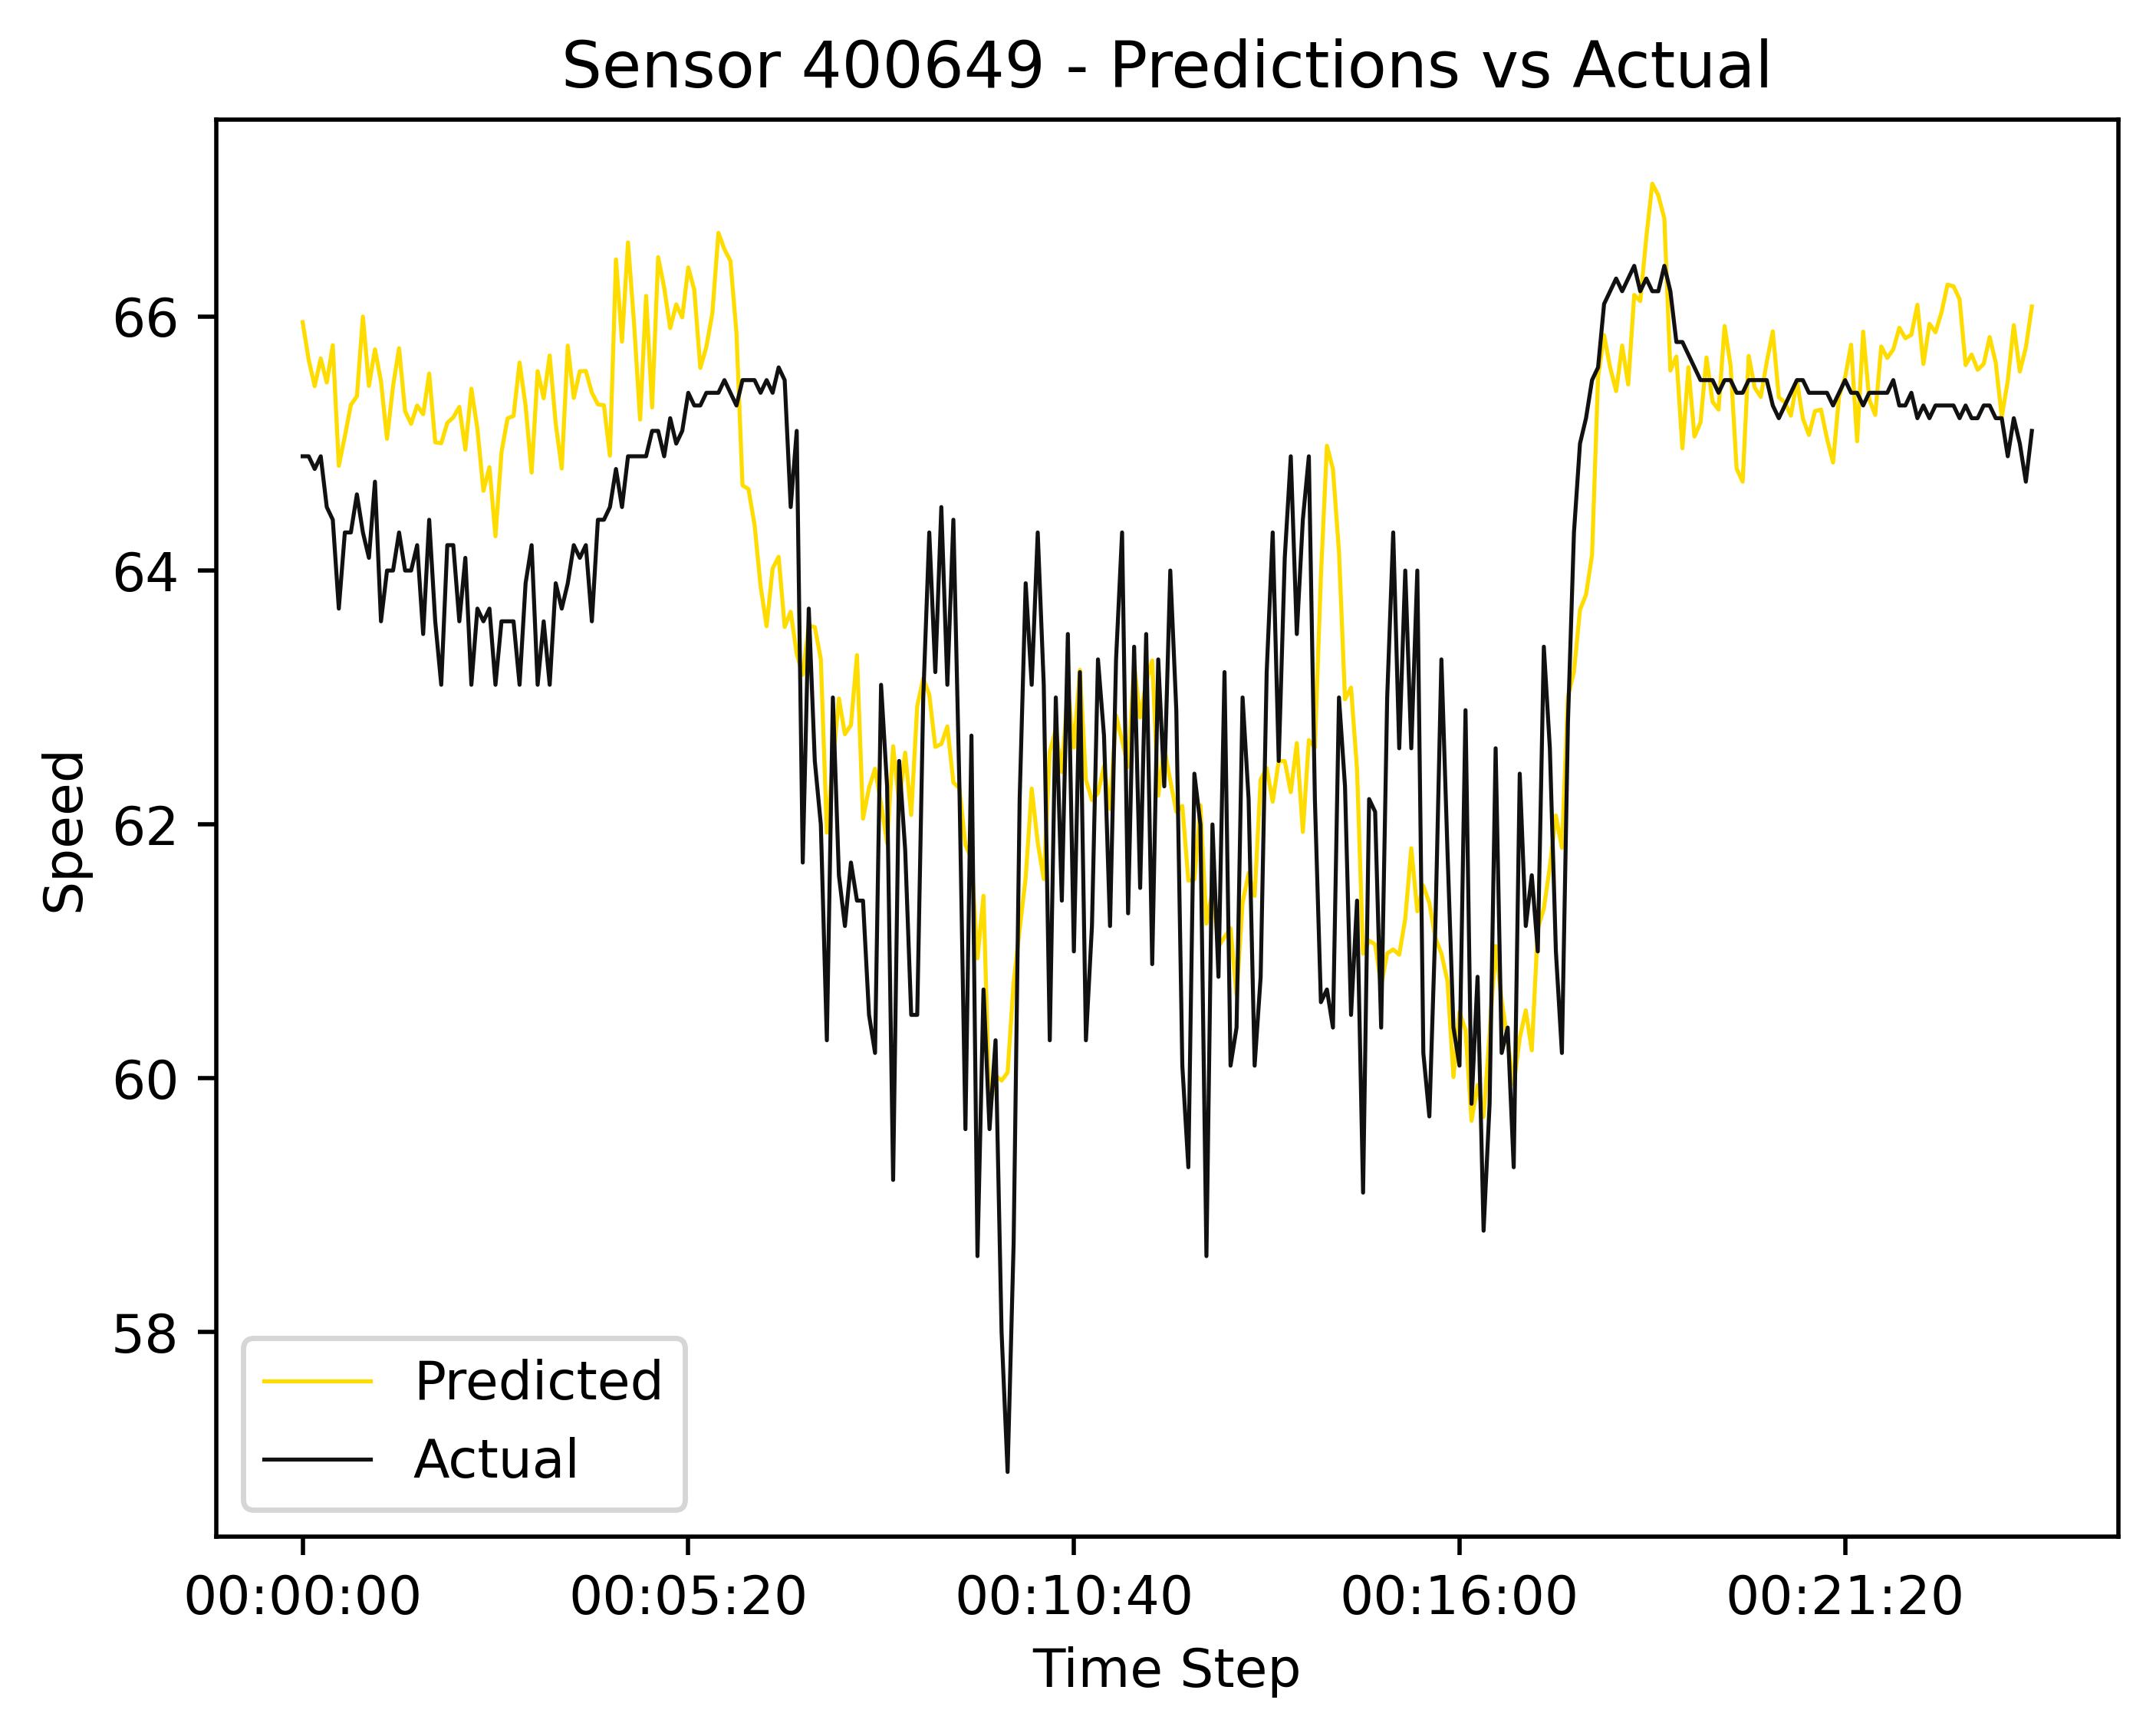 Sensor 400649 - Predictions vs Actual
66
64
62
60
58
Speed
Predicted
Actual
00:00:00 00:05:20 00:10:40 00:16:00 00:21:20
Time Step